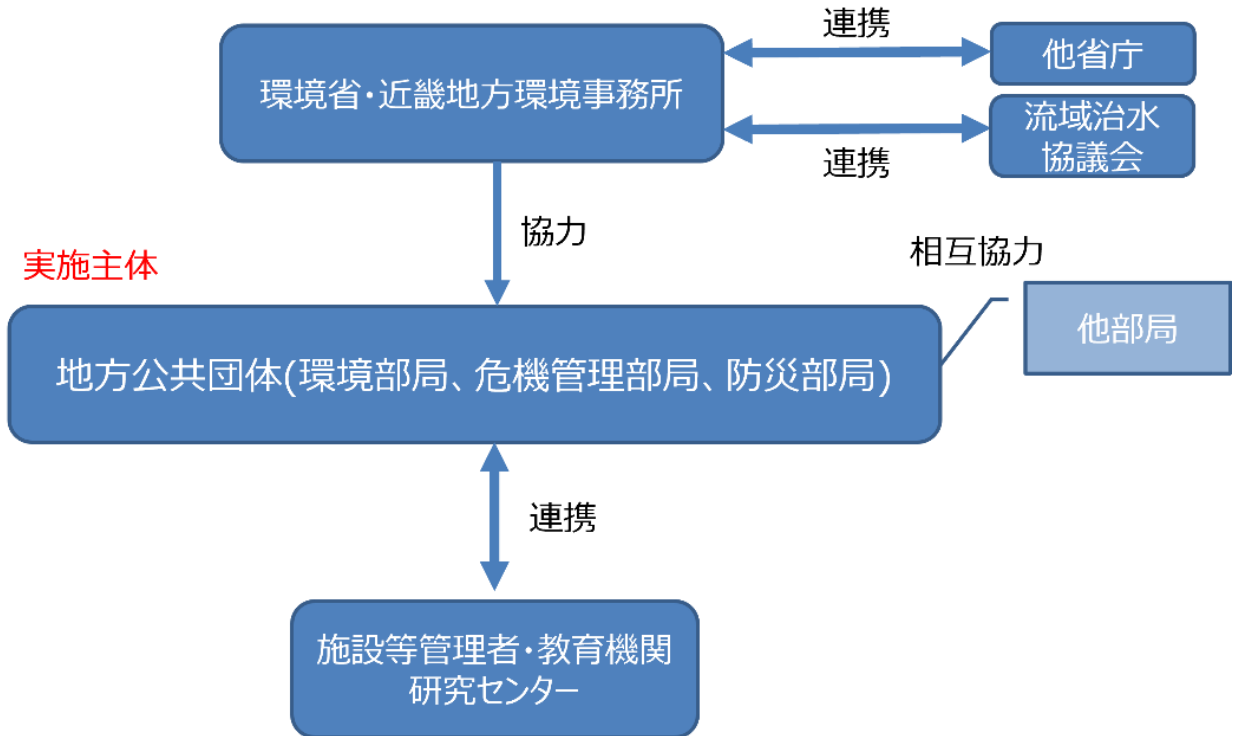 連携
環境省・近畿地方環境事務所
他省庁
流域治水
協議会
連携
協力
相互協力
実施主体
他部局
地方公共団体(環境部局、危機管理部局、防災部局)
連携
施設等管理者・教育機関
研究センター